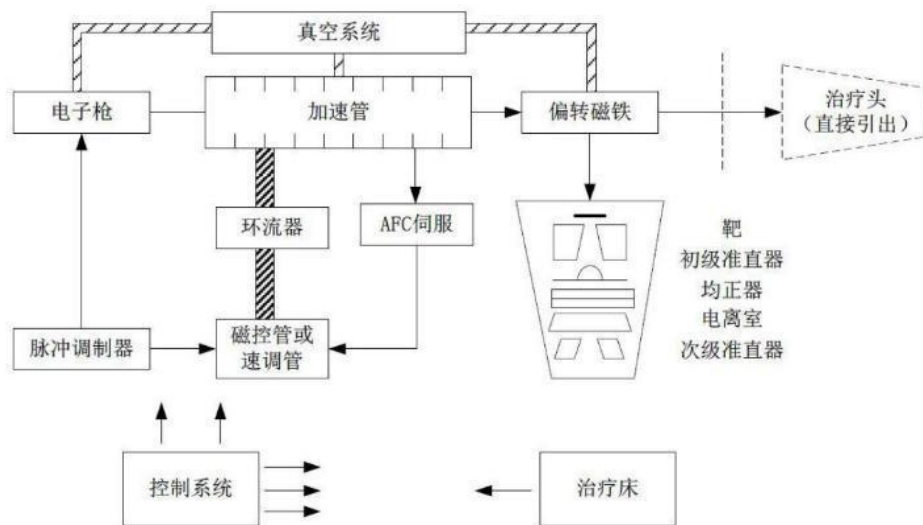 真空系统
电子枪
加速管
偏转磁铁
治疗头
（直接引出）
环流器
AFC伺服
靶
初级准直器
均正器
电离室
次级准直器
脉冲调制器
磁控管或
速调管
控制系统
治疗床